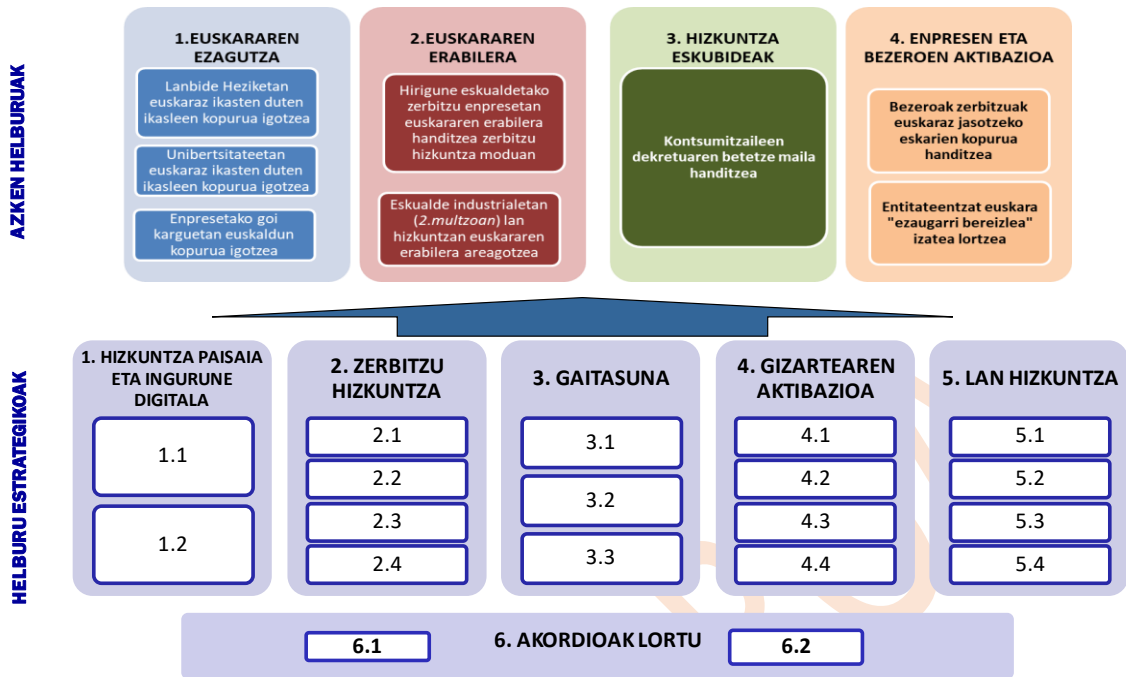 AZKEN HELBURUAK
1.EUSKARAREN
EZAGUTZA
Lanbide Heziketan
euskaraz ikasten duten
ikasleen kopurua igotzea
Unibertsitateetan
euskaraz ikasten duten
ikasleen kopurua igotzea
Enpresetako goi
karguetan euskaldun
kopurua igotzea
2.EUSKARAREN
ERABILERA
Hirigune eskualdetako
zerbitzu enpresetan
euskararen erabilera
handitzea zerbitzu
hizkuntza moduan
Eskualde industrialetan
(2.multzoan) lan
hizkuntzan euskararen
erabilera areagotzea
3. HIZKUNTZA
ESKUBIDEAK
Kontsumitzaileen
dekretuaren betetze maila
handitzea
4. ENPRESEN ETA
BEZEROEN AKTIBAZIOA
Bezeroak zerbitzuak
euskaraz jasotzeko
eskarien kopurua
handitzea
Entitateentzat euskara
"ezaugarri bereizlea"
izatea lortzea
HELBURU ESTRATEGIKOAK
1. HIZKUNTZA PAISAIA
ETA INGURUNE
DIGITALA
1.1
1.2
2. ZERBITZU
HIZKUNTZA
2.1
2.2
2.3
2.4
3. GAITASUNA
3.1
3.2
3.3
4. GIZARTEAREN
AKTIBAZIOA
4.1
4.2
4.3
4.4
5. LAN HIZKUNTZA
5.1
5.2
5.3
5.4
6.1
6. AKORDIOAK LORTU
6.2